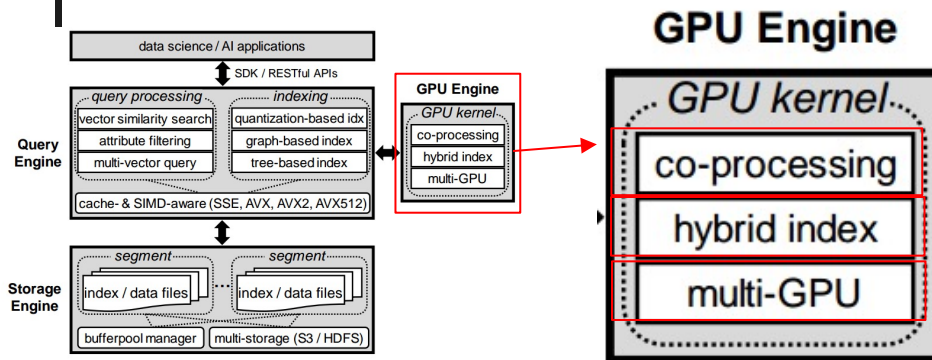 data science / AI applications
SDK / RESTful APIs
Query
Engine
query processing
vector similarity search
attribute filtering
multi-vector query
indexing
quantization-based idx
graph-based index
tree-based index
cache- & SIMD-aware (SSE, AVX, AVX2, AVX512)
GPU Engine
GPU kernel
co-processing
hybrid index
multi-GPU
Storage
Engine
segment
index / data files
segment
index / data files
bufferpool manager
multi-storage (S3 / HDFS)
GPU Engine
GPU kernel
co-processing
hybrid index
multi-GPU